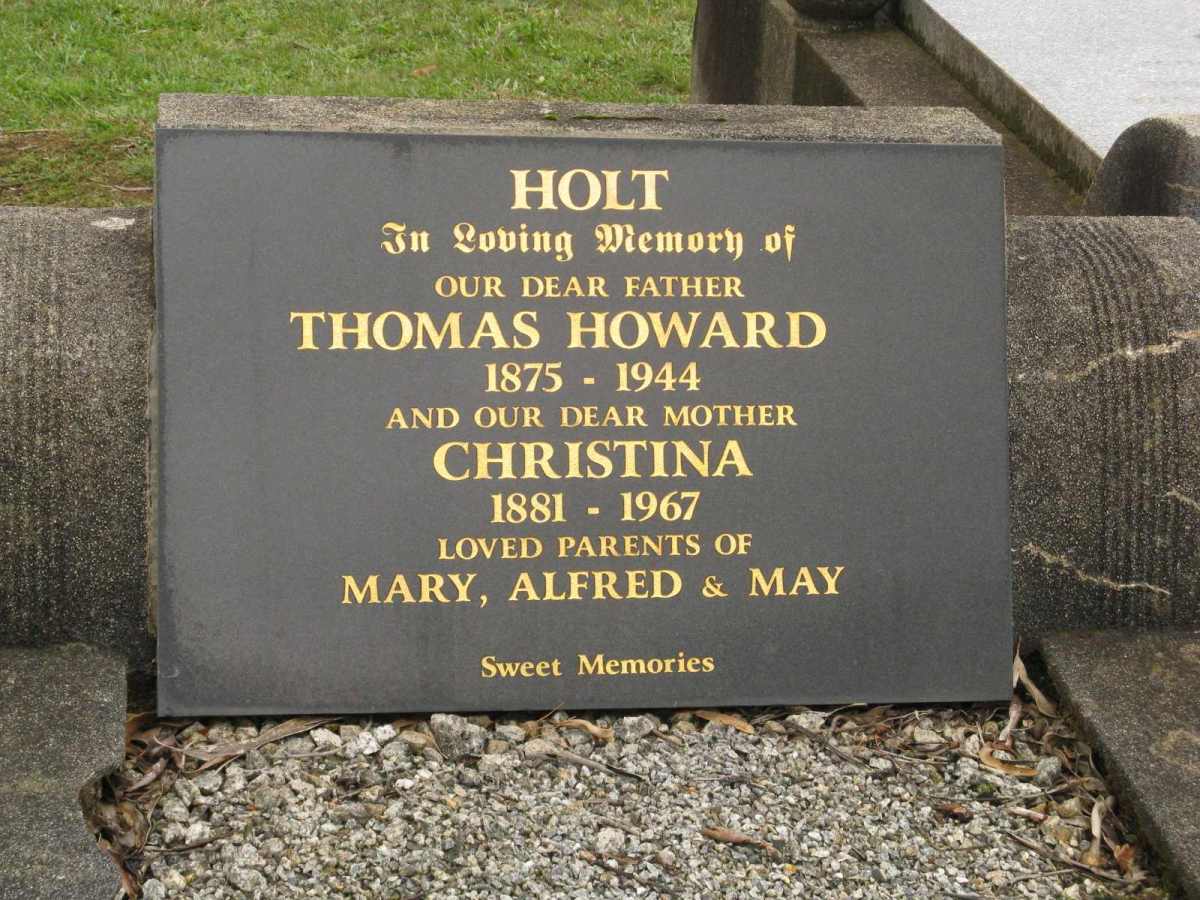 HOLT
In Loving Memory of
OUR DEAR FATHER
THOMAS HOWARD
1875 - 1944
AND OUR DEAR MOTHER
CHRISTINA
1881 - 1967
LOVED PARENTS OF
MARY, ALFRED & MAY
Sweet Memories